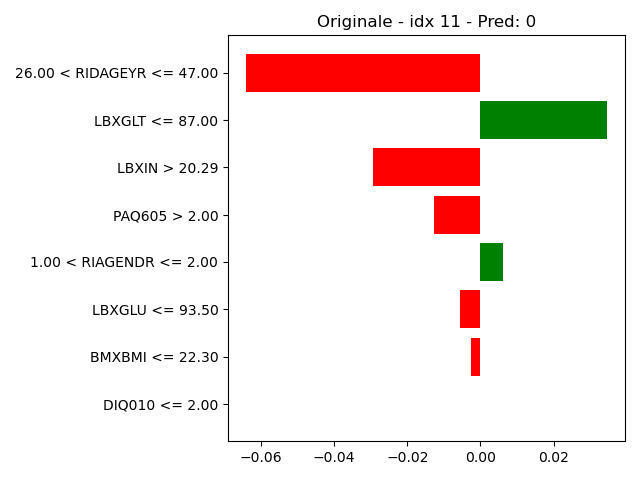 Originale - idx 11 - Pred: 0
26.00 < RIDAGEYR <= 47.00
LBXGLT <= 87.00
LBXIN > 20.29
PAQ605 > 2.00
1.00 < RIAGENDR <= 2.00
LBXGLU <= 93.50
BMXBMI <= 22.30
DIQ010 <= 2.00
−0.06 −0.04 −0.02 0.00 0.02